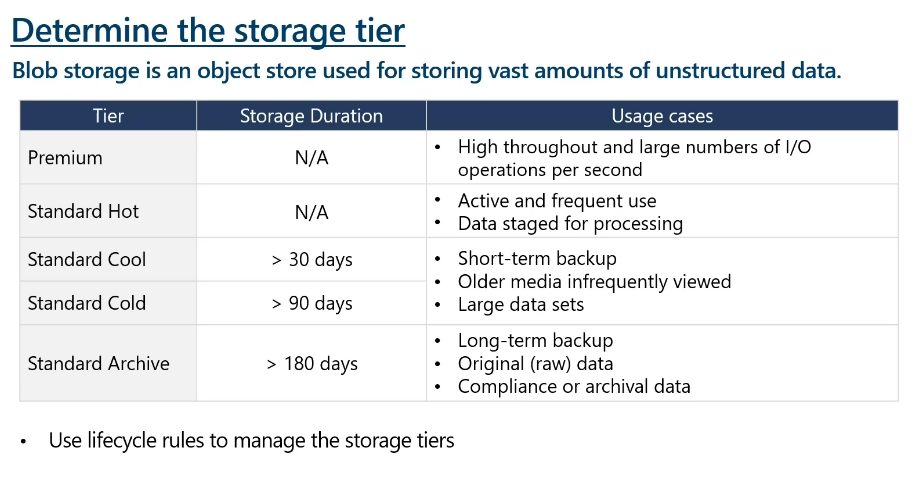 Determine the storage tier
Blob storage is an object store used for storing vast amounts of unstructured data.
Tier Storage Duration Usage cases
Premium N/A • High throughout and large numbers of I/O
operations per second
Standard Hot N/A • Active and frequent use
• Data staged for processing
Standard Cool > 30 days • Short-term backup
• Older media infrequently viewed
Standard Cold > 90 days • Large data sets
Standard Archive > 180 days • Long-term backup
• Original (raw) data
• Compliance or archival data
• Use lifecycle rules to manage the storage tiers